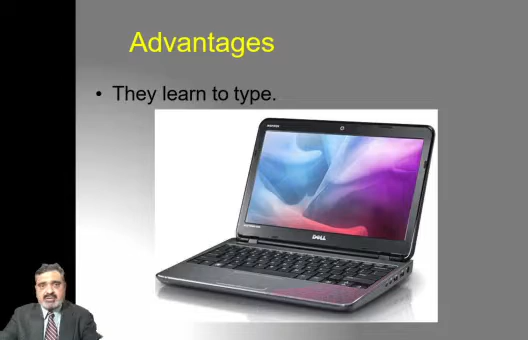 Advantages
• They learn to type.
DELL